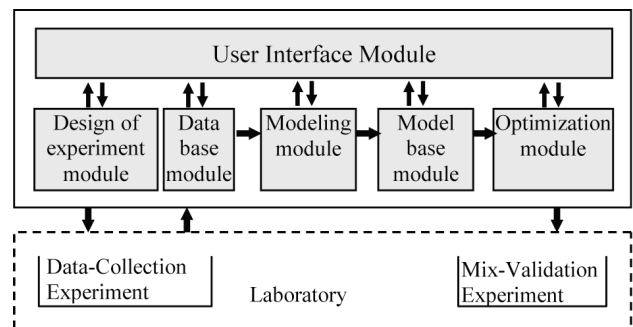 User Interface Module
Design of
experiment
module
Data
base
module
Modeling
module
Model
base
module
Optimization
module
Data-Collection
Experiment
Laboratory
Mix-Validation
Experiment